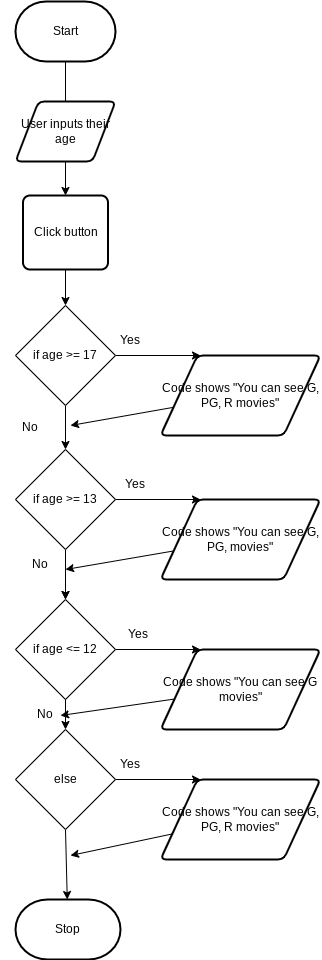 Start
User inputs their
age
Click button
if age >= 17
Yes
Code shows "You can see G,
PG, R movies"
No
if age >= 13
Yes
Code shows "You can see G,
PG, movies"
No
if age <= 12
Yes
Code shows "You can see G
movies"
No
else
Yes
Code shows "You can see G,
PG, R movies"
Stop